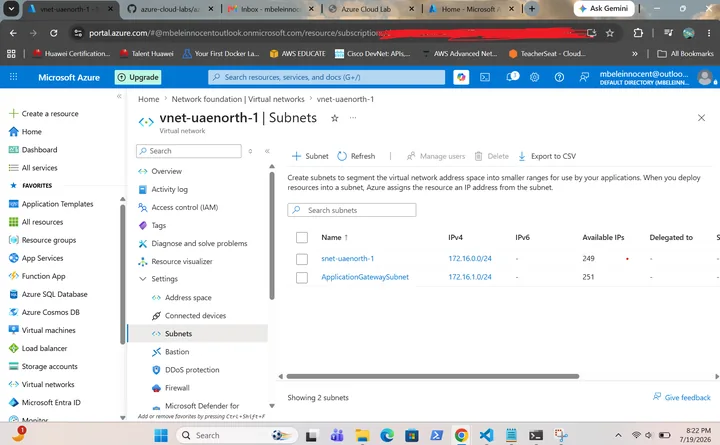 vnet-uaenorth-1 | S
azure-cloud-labs/a
Inbox - mbeleinnoce
Azure Cloud Lab
Home - Microsoft A
Ask Gemini
portal.azure.com/#@mbeleinnocentoutlook.onmicrosoft.com/resource/subscriptions
Huawei Certification...
Talent Huawei
Your First Docker La...
AWS EDUCATE
Cisco DevNet: APIs,...
AWS Advanced Net...
TeacherSeat - Cloud...
All Bookmarks
Microsoft Azure
Upgrade
Search resources, services, and docs (G+/)
1
mbeleinnocent@outloo...
DEFAULT DIRECTORY (MBELEINN...
Create a resource
Home
Dashboard
All services
FAVORITES
Application Templates
All resources
Resource groups
App Services
Function App
Azure SQL Database
Azure Cosmos DB
Virtual machines
Load balancer
Storage accounts
Virtual networks
Microsoft Entra ID
Monitor
Home > Network foundation | Virtual networks > vnet-uaenorth-1
vnet-uaenorth-1 | Subnets
Virtual network
Search
Overview
Activity log
Access control (IAM)
Tags
Diagnose and solve problems
Resource visualizer
Settings
Address space
Connected devices
Subnets
Bastion
DDoS protection
Firewall
Microsoft Defender for
Add or remove favorites by pressing Ctrl+Shift+F
Subnet
Refresh
Manage users
Delete
Export to CSV
Create subnets to segment the virtual network address space into smaller ranges for use by your applications. When you deploy
resources into a subnet, Azure assigns the resource an IP address from the subnet.
Search subnets
Name ↑ IPv4 IPv6 Available IPs Delegated to S
snet-uaenorth-1 172.16.0.0/24 - 249 - -
ApplicationGatewaySubnet 172.16.1.0/24 - 251 - -
Showing 2 subnets
Give feedback
1
Search
8:22 PM